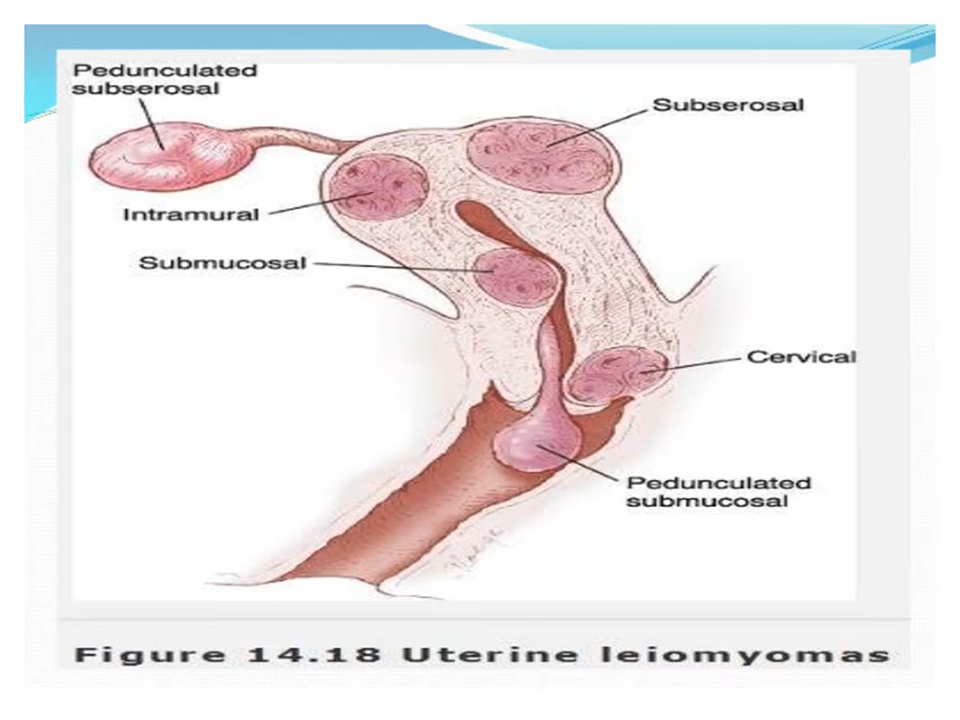 Pedunculated
subserosal
Subserosal
Intramural
Submucosal
Cervical
Pedunculated
submucosal
Figure 14.18 Uterine leiomyomas